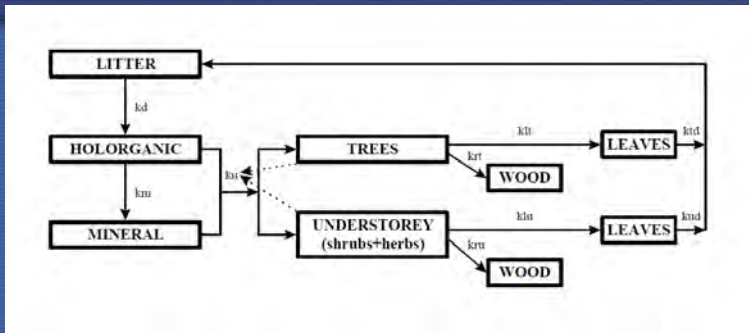 LITTER
kd
HOLORGANIC
TREES
klt
LEAVES
ktd
krt
WOOD
ku
km
MINERAL
UNDERSTOREY
(shrubs+herbs)
klu
LEAVES
kud
kru
WOOD